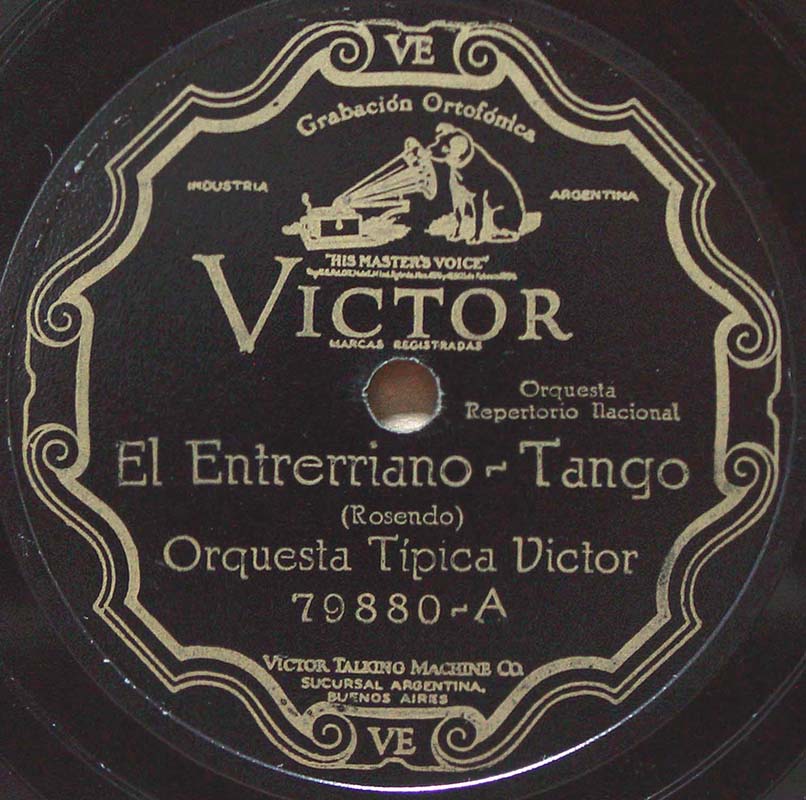 VE
Grabación Ortofónica
INDUSTRIA
ARGENTINA
"HIS MASTER'S VOICE"
VICTOR
MARCAS REGISTRADAS
Orquesta
Repertorio Nacional
El Entrerriano - Tango
(Rosendo)
Orquesta Típica Victor
79880-A
VICTOR TALKING MACHINE CO.
SUCURSAL ARGENTINA,
BUENOS AIRES
VE